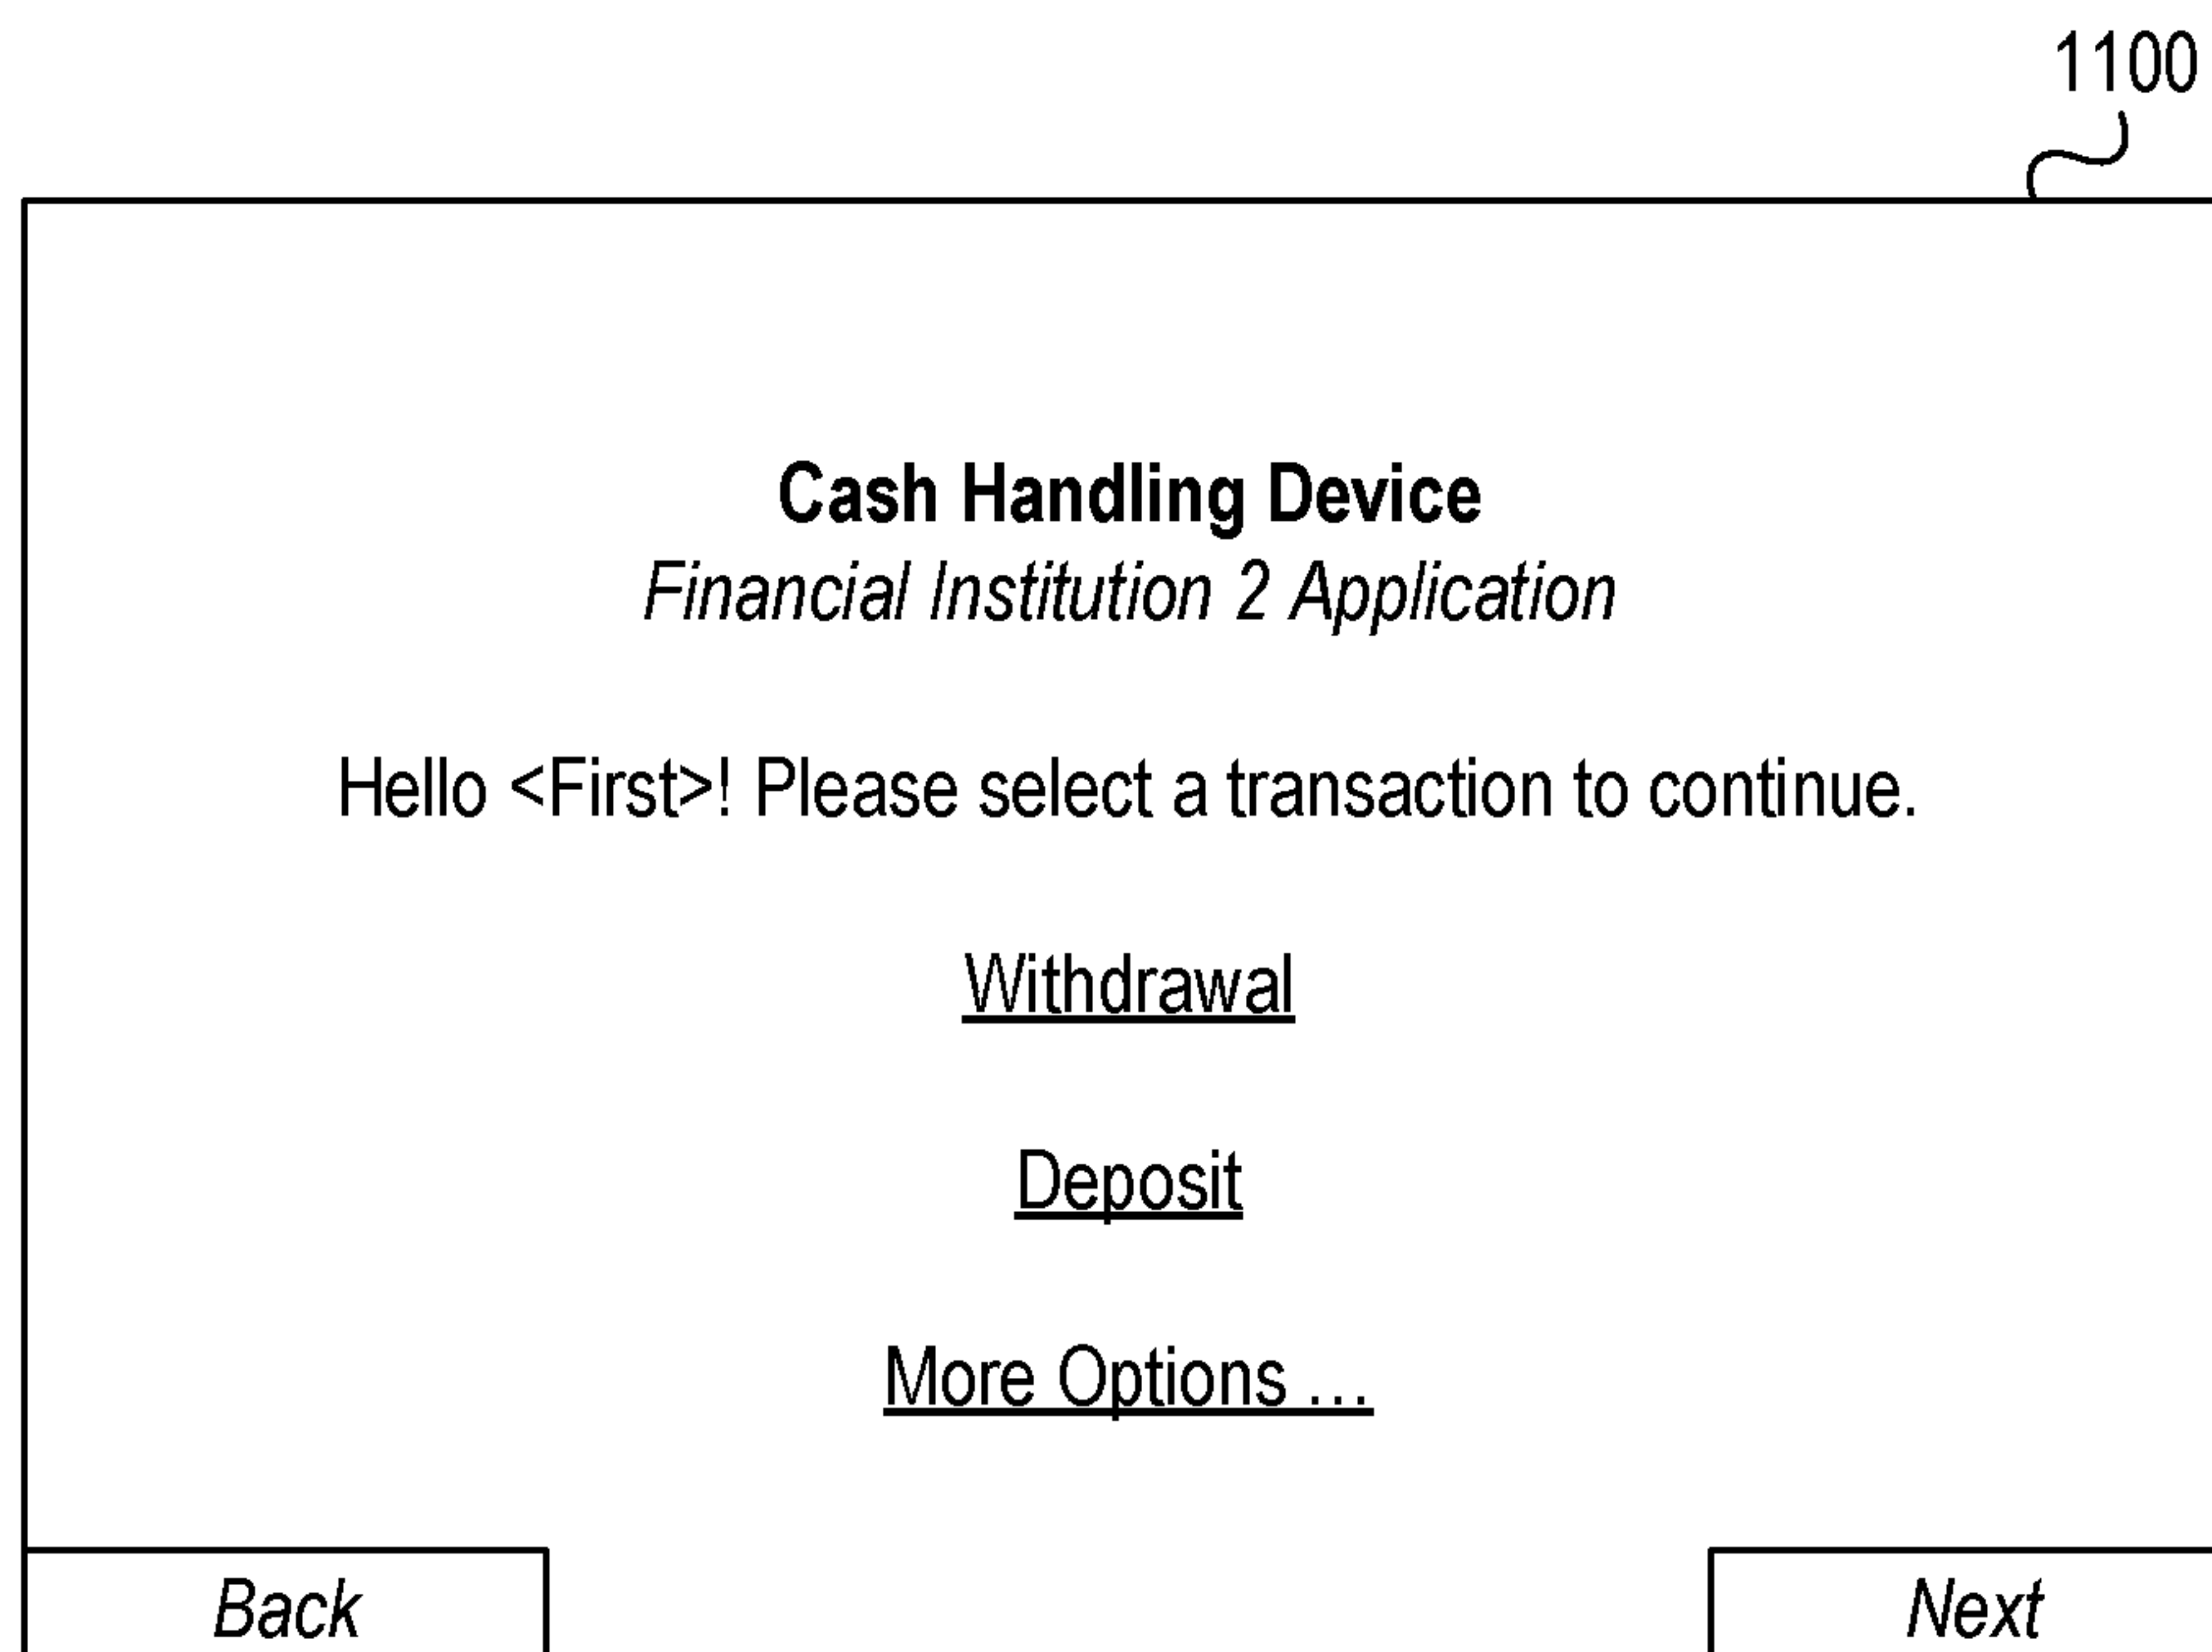 1100
Cash Handling Device
Financial Institution 2 Application
Hello <First>! Please select a transaction to continue.
Withdrawal
Deposit
More Options ...
Back
Next